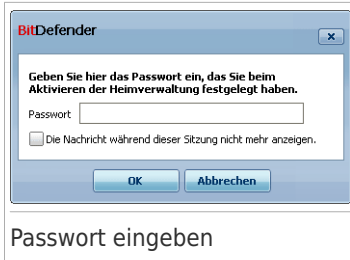 BitDefender
Geben Sie hier das Passwort ein, das Sie beim
Aktivieren der Heimverwaltung festgelegt haben.
Passwort
Die Nachricht während dieser Sitzung nicht mehr anzeigen.
OK Abbrechen
Passwort eingeben